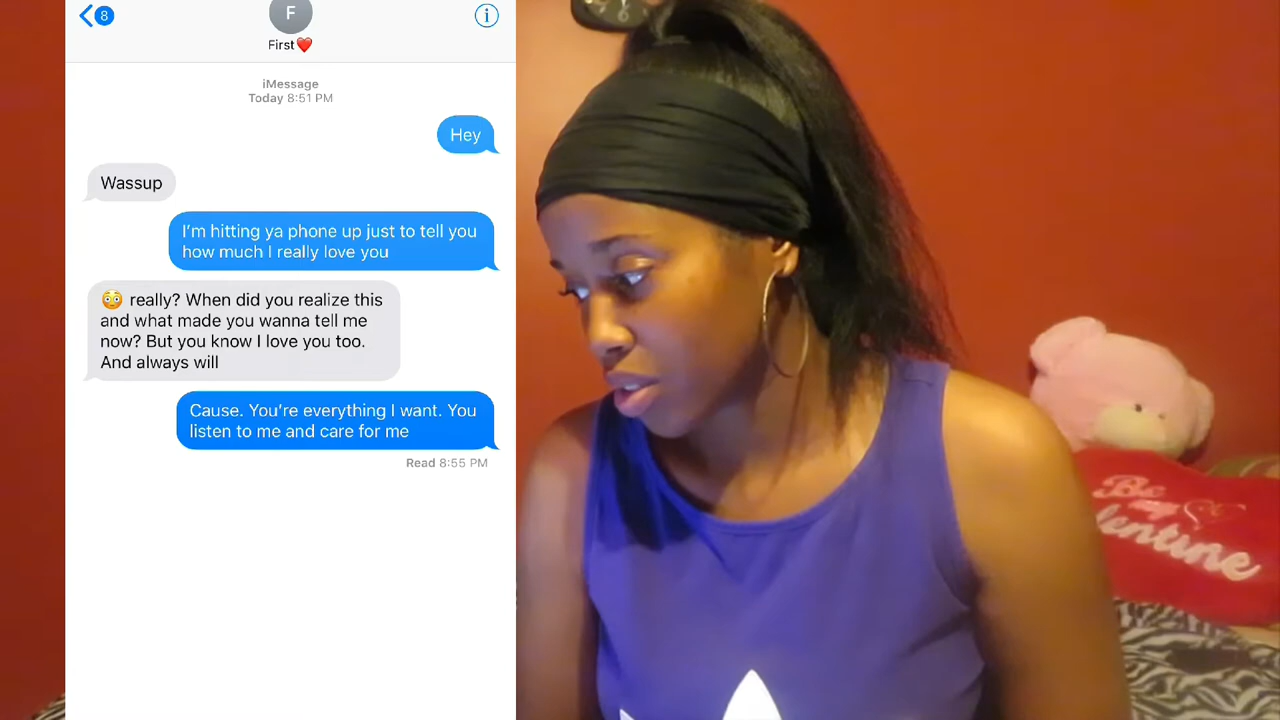 8
F
First❤️
iMessage
Today 8:51 PM
Hey
Wassup
I'm hitting ya phone up just to tell you
how much I really love you
😳 really? When did you realize this
and what made you wanna tell me
now? But you know I love you too.
And always will
Cause. You're everything I want. You
listen to me and care for me
Read 8:55 PM
Be
my
Valentine